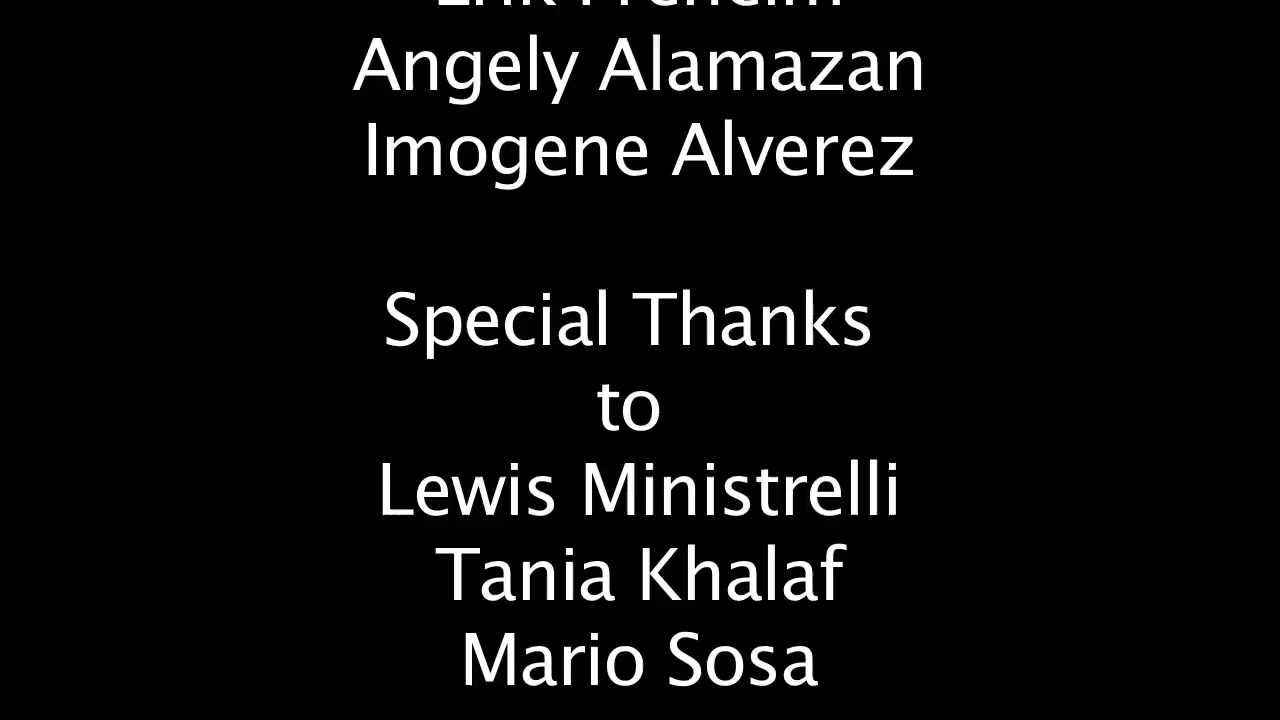 Angely Alamazan
Imogene Alverez
Special Thanks
to
Lewis Ministrelli
Tania Khalaf
Mario Sosa